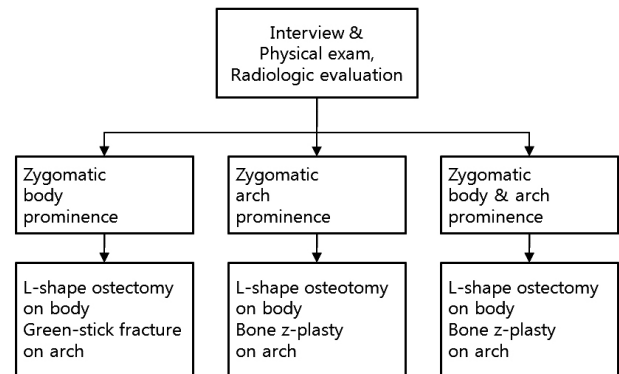 Interview &
Physical exam,
Radiologic evaluation
Zygomatic
body
prominence
Zygomatic
arch
prominence
Zygomatic
body & arch
prominence
L-shape ostectomy
on body
Green-stick fracture
on arch
L-shape osteotomy
on body
Bone z-plasty
on arch
L-shape ostectomy
on body
Bone z-plasty
on arch